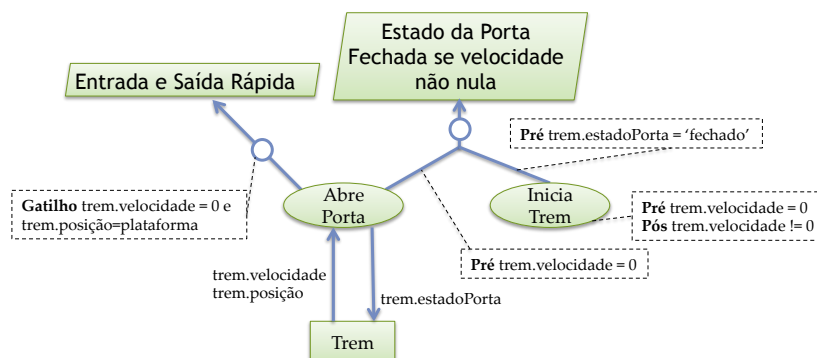 Estado da Porta
Fechada se velocidade
não nula
Entrada e Saída Rápida
Pré trem.estadoPorta = ‘fechado’
Gatilho trem.velocidade = 0 e
trem.posição=plataforma
Abre
Porta
Inicia
Trem
Pré trem.velocidade = 0
Pós trem.velocidade != 0
Pré trem.velocidade = 0
trem.velocidade
trem.posição
trem.estadoPorta
Trem